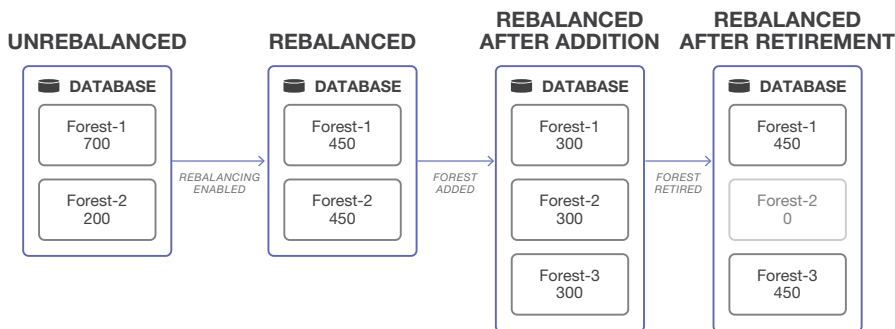 UNREBALANCED
DATABASE
Forest-1
700
Forest-2
200
REBALANCING
ENABLED
REBALANCED
DATABASE
Forest-1
450
Forest-2
450
FOREST
ADDED
REBALANCED
AFTER ADDITION
DATABASE
Forest-1
300
Forest-2
300
Forest-3
300
FOREST
RETIRED
REBALANCED
AFTER RETIREMENT
DATABASE
Forest-1
450
Forest-2
0
Forest-3
450